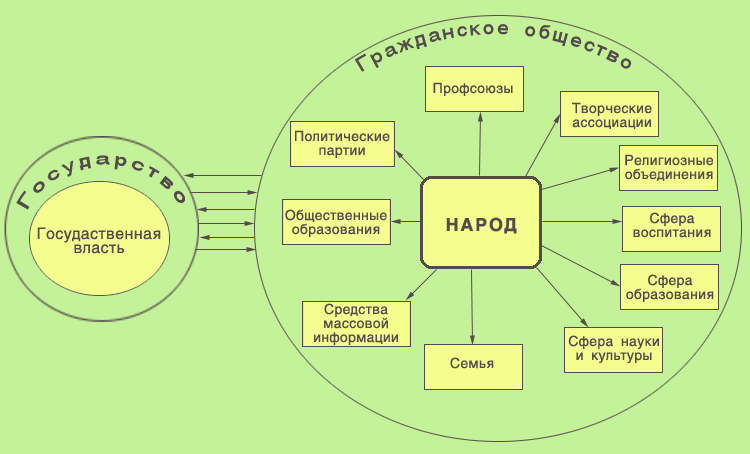 Гражданское общество
Профсоюзы
Творческие
ассоциации
Политические
партии
Религиозные
объединения
Государство
Госудаственная
власть
Общественные
образования
НАРОД
Сфера
воспитания
Сфера
образования
Средства
массовой
информации
Семья
Сфера науки
и культуры